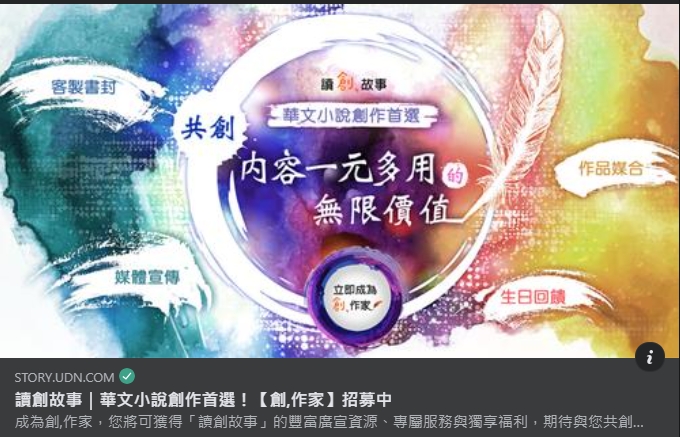 讀創故事
華文小說創作首選
共創
內容一元多用的
無限價值
客製書封
作品媒合
媒體宣傳
生日回饋
立即成為
創,作家
i
STORY.UDN.COM
讀創故事｜華文小說創作首選！【創,作家】招募中
成為創,作家，您將可獲得「讀創故事」的豐富廣宣資源、專屬服務與獨享福利，期待與您共創...